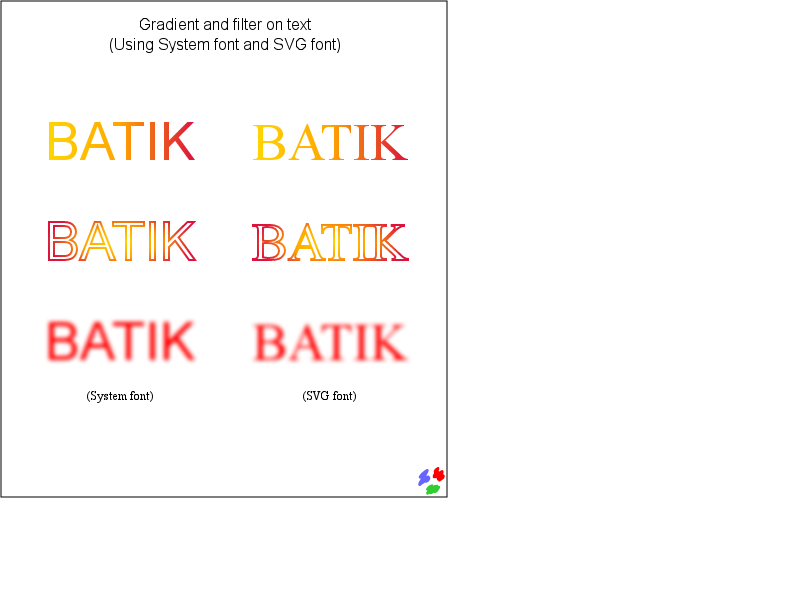 Gradient and filter on text
(Using System font and SVG font)
BATIK BATIK
BATIK BATIK
BATIK BATIK
(System font) (SVG font)